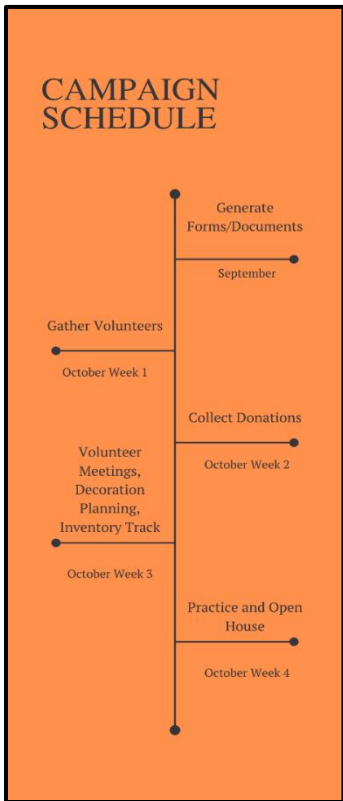 CAMPAIGN
SCHEDULE
Generate
Forms/Documents
September
Gather Volunteers
October Week 1
Collect Donations
October Week 2
Volunteer
Meetings,
Decoration
Planning,
Inventory Track
October Week 3
Practice and Open
House
October Week 4